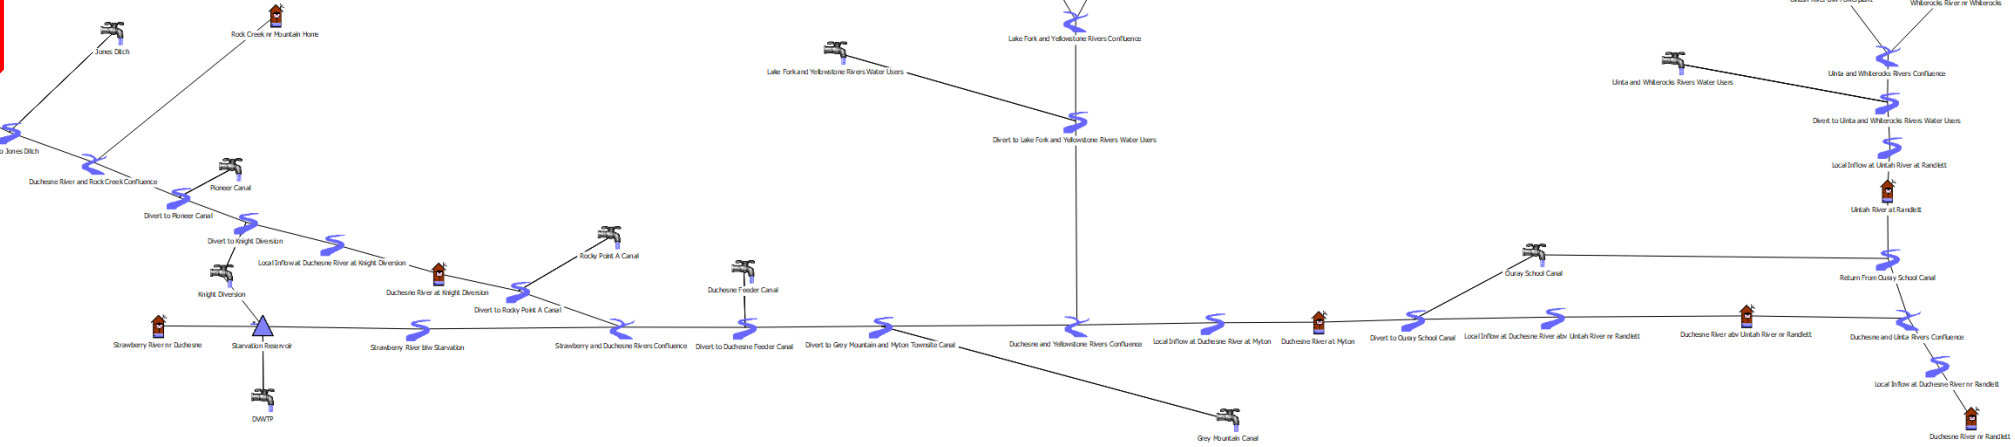 Whiterocks River nr Whiterocks
Rock Creek nr Mountain Home
Lake Fork and Yellowstone Rivers Confluence
Jones Ditch
Lake Fork and Yellowstone Rivers Water Users
Uinta and Whiterocks Rivers Confluence
Uinta and Whiterocks Rivers Water Users
Divert to Uinta and Whiterocks Rivers Water Users
Divert to Lake Fork and Yellowstone Rivers Water Users
o Jones Ditch
Local Inflow at Uintah River at Randlett
Duchesne River and Rock Creek Confluence
Pioneer Canal
Uintah River at Randlett
Divert to Pioneer Canal
Divert to Knight Diversion
Rocky Point A Canal
Local Inflow at Duchesne River at Knight Diversion
Ouray School Canal
Return From Ouray School Canal
Duchesne Feeder Canal
Knight Diversion
Duchesne River at Knight Diversion
Divert to Rocky Point A Canal
Strawberry River nr Duchesne
Starvation Reservoir
Strawberry River blw Starvation
Strawberry and Duchesne Rivers Confluence
Divert to Duchesne Feeder Canal
Divert to Grey Mountain and Myton Townsite Canal
Duchesne and Yellowstone Rivers Confluence
Local Inflow at Duchesne River at Myton
Duchesne River at Myton
Divert to Ouray School Canal
Local Inflow at Duchesne River abv Uintah River nr Randlett
Duchesne River abv Uintah River nr Randlett
Duchesne and Uinta Rivers Confluence
Local Inflow at Duchesne River nr Randlett
DVWTP
Grey Mountain Canal
Duchesne River nr Randlett